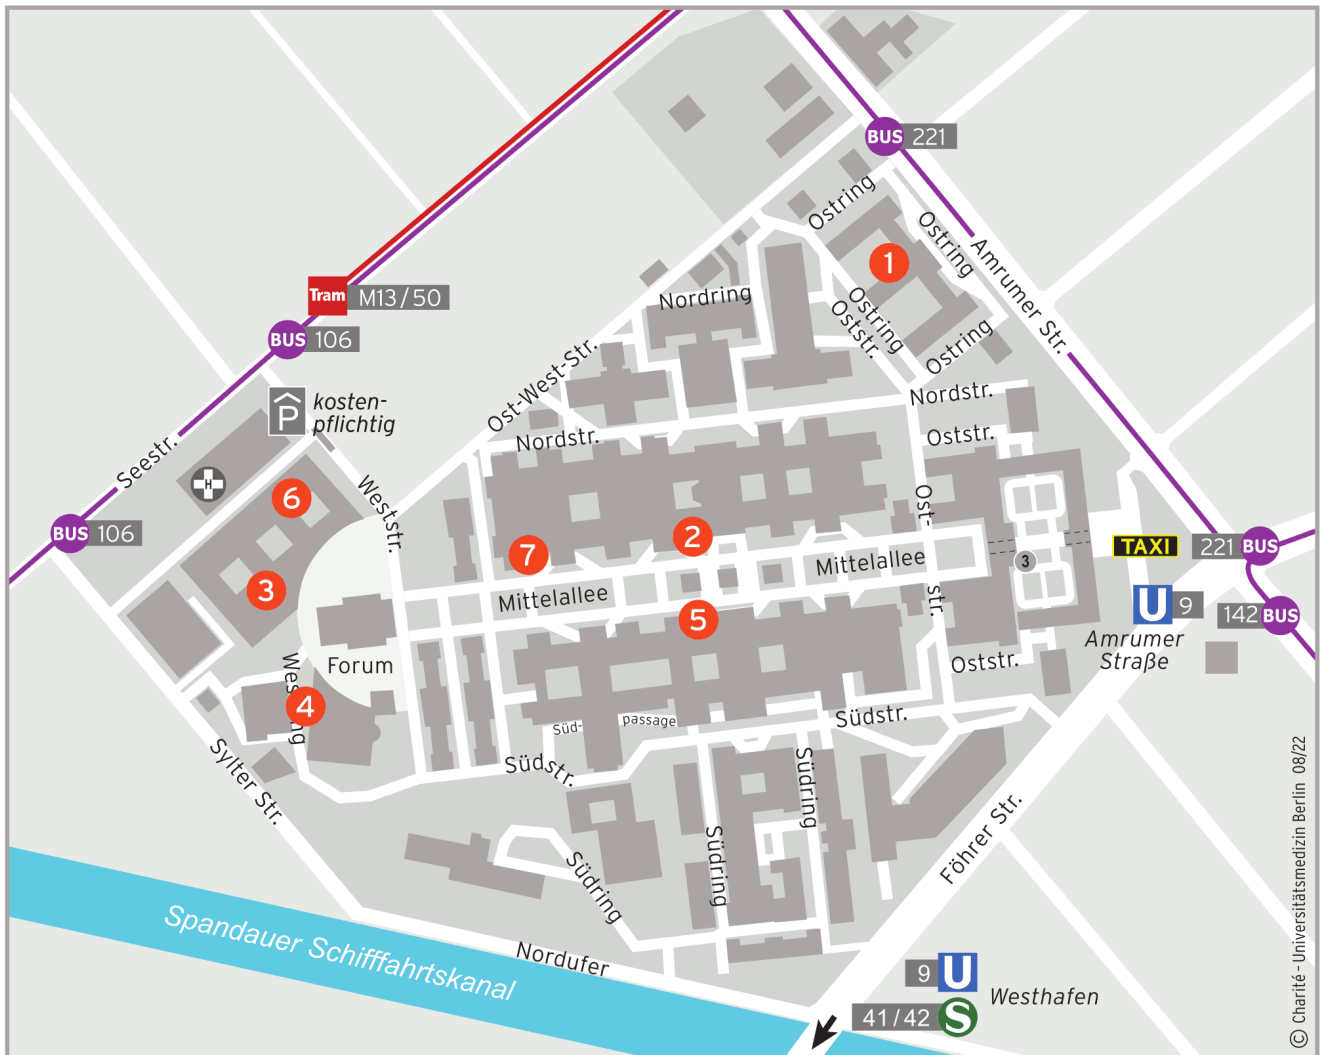 BUS 221
Ostring
Ostring
Amrumer Str.
1
Tram M13/50
Nordring
Ostring
Oststr.
Ostring
BUS 106
Ost-West-Str.
P
kosten-
pflichtig
Nordstr.
Nordstr.
Oststr.
Seestr.
H
6
Weststr.
Ost-
str.
BUS 106
2
7
Mittelallee
Mittelallee
3
TAXI
221 BUS
3
5
U 9
142 BUS
Amrumer
Straße
Forum
Oststr.
Westring
4
Süd-
passage
Südstr.
Südstr.
Sylter Str.
Südring
Südring
Südring
Föhrer Str.
Spandauer Schifffahrtskanal
Nordufer
9 U
Westhafen
41/42 S
© Charité - Universitätsmedizin Berlin 08/22